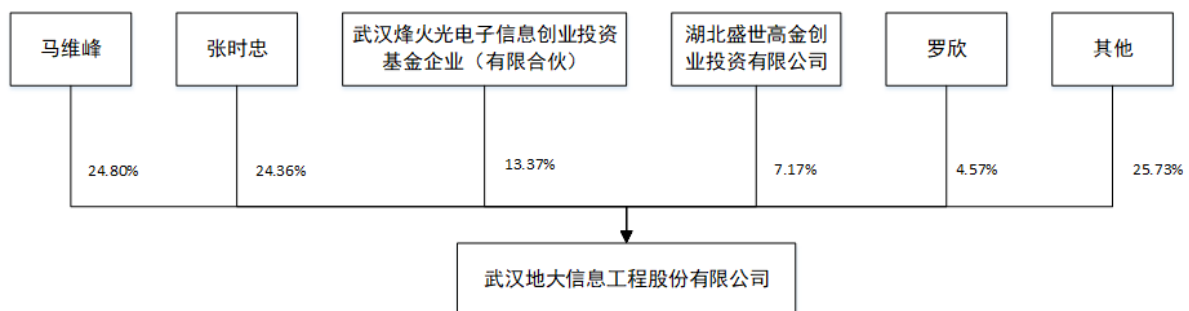 马维峰
张时忠
武汉烽火光电子信息创业投资
基金企业（有限合伙）
湖北盛世高金创
业投资有限公司
罗欣
其他
24.80%
24.36%
13.37%
7.17%
4.57%
25.73%
武汉地大信息工程股份有限公司